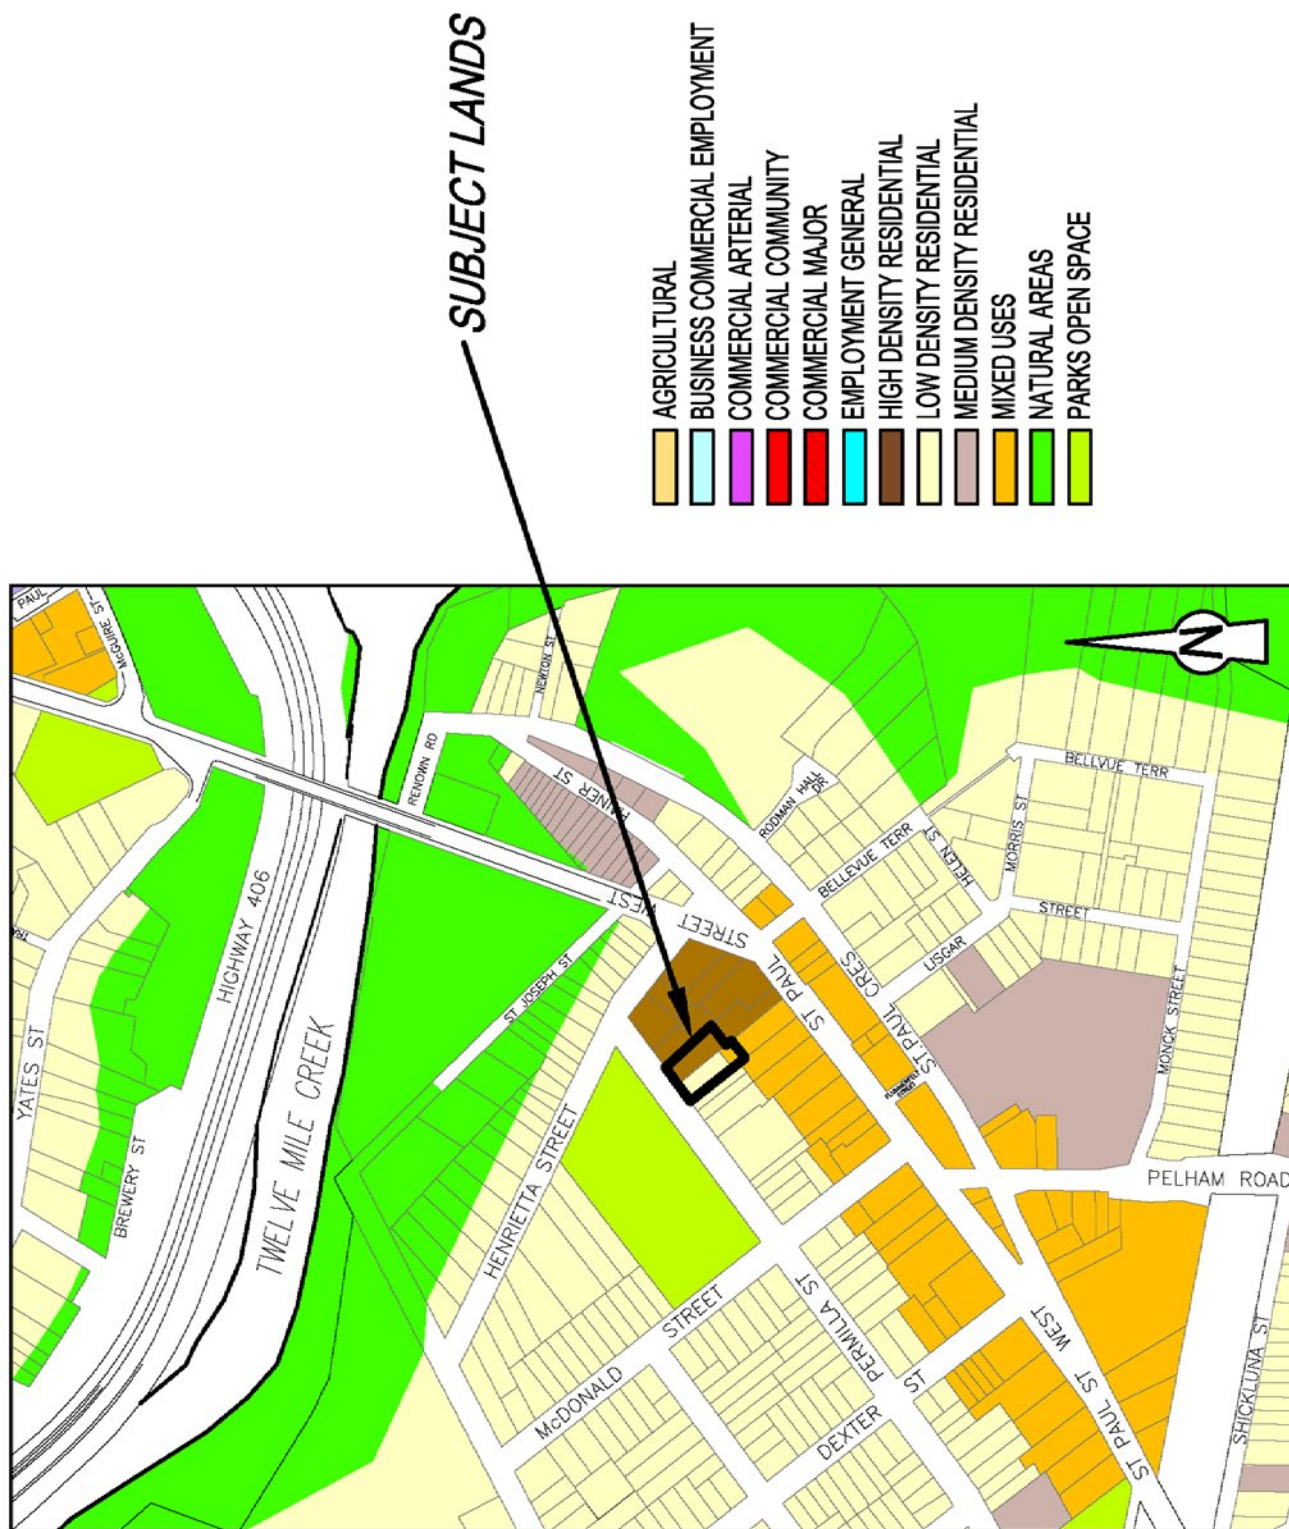 SUBJECT LANDS
AGRICULTURAL
BUSINESS COMMERCIAL EMPLOYMENT
COMMERCIAL ARTERIAL
COMMERCIAL COMMUNITY
COMMERCIAL MAJOR
EMPLOYMENT GENERAL
HIGH DENSITY RESIDENTIAL
LOW DENSITY RESIDENTIAL
MEDIUM DENSITY RESIDENTIAL
MIXED USES
NATURAL AREAS
PARKS OPEN SPACE
PAUL
McGUIRE ST
YATES ST
BREWERY ST
HIGHWAY 406
TWELVE MILE CREEK
RENOWN RD
NEWTON ST
HAINER ST
WEST
STREET
ST JOSEPH ST
HENRIETTA STREET
RODMAN HALL
DR
BELLEVUE TERR
HELEN ST
MORRIS ST
BELLVUE TERR
STREET
LISGAR
MONCK STREET
ST PAUL
ST.PAUL CRES
PELHAM ROAD
McDONALD
STREET
PERMILLA ST
DEXTER
ST
ST PAUL ST WEST
SHICKLUNA ST
N